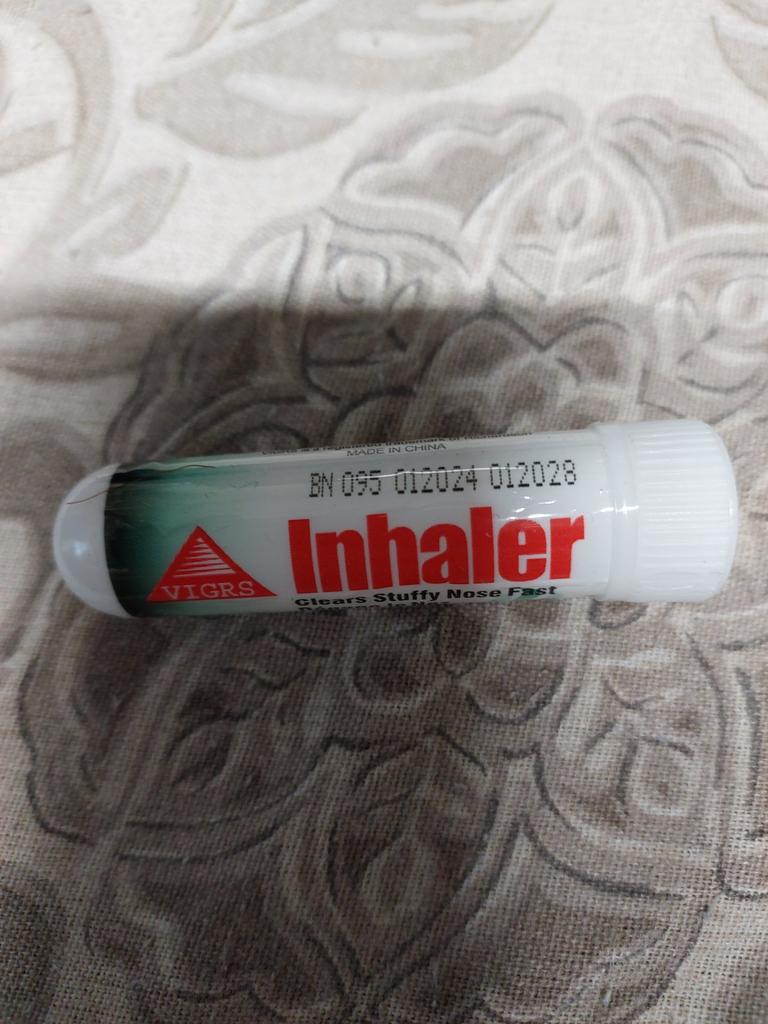 MADE IN CHINA
BN 095 012024 012028
Inhaler
VIGRS
Clears Stuffy Nose Fast